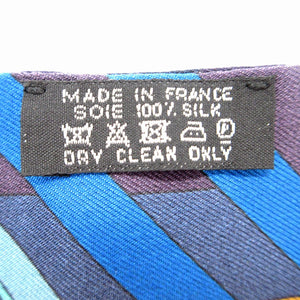 MADE IN FRANCE
SOIE 100% SILK
DRY CLEAN ONLY